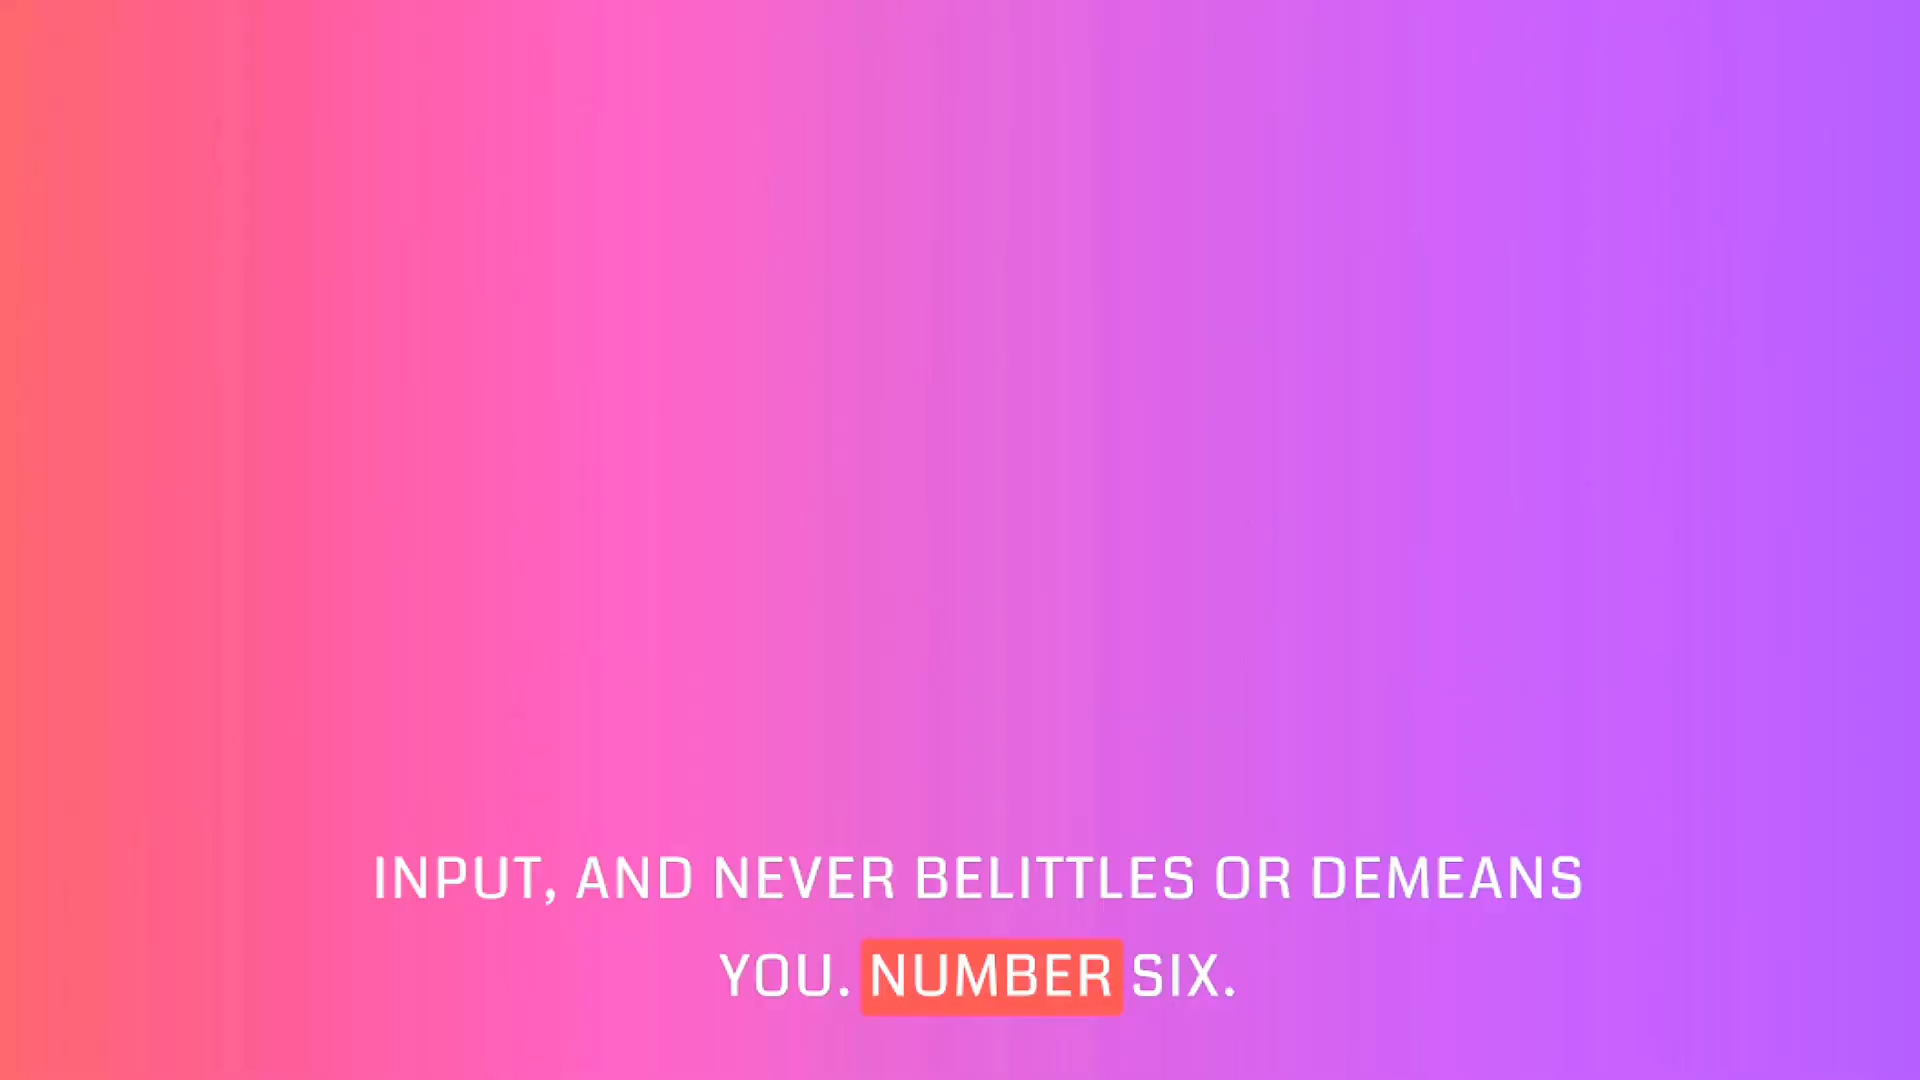 INPUT, AND NEVER BELITTLES OR DEMEANS
YOU. NUMBER SIX.